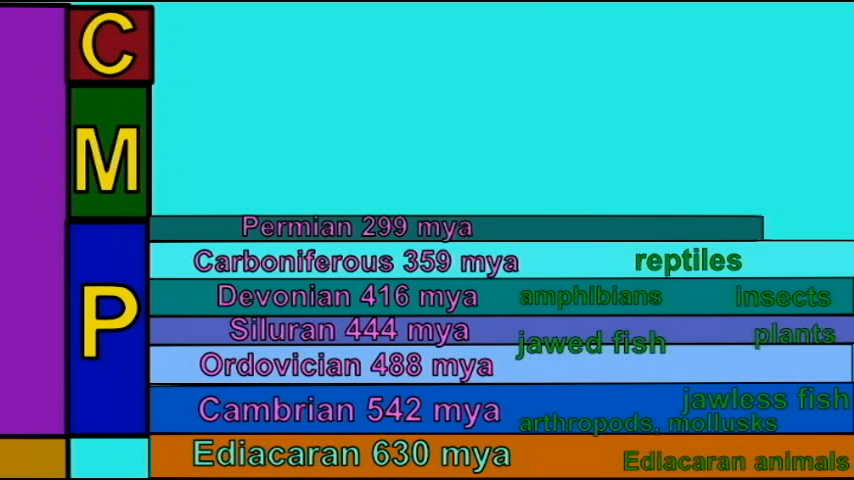 C
M
P
Permian 299 mya
Carboniferous 359 mya reptiles
Devonian 416 mya amphibians insects
Siluran 444 mya plants
jawed fish
Ordovician 488 mya
Cambrian 542 mya jawless fish
arthropods, mollusks
Ediacaran 630 mya Ediacaran animals